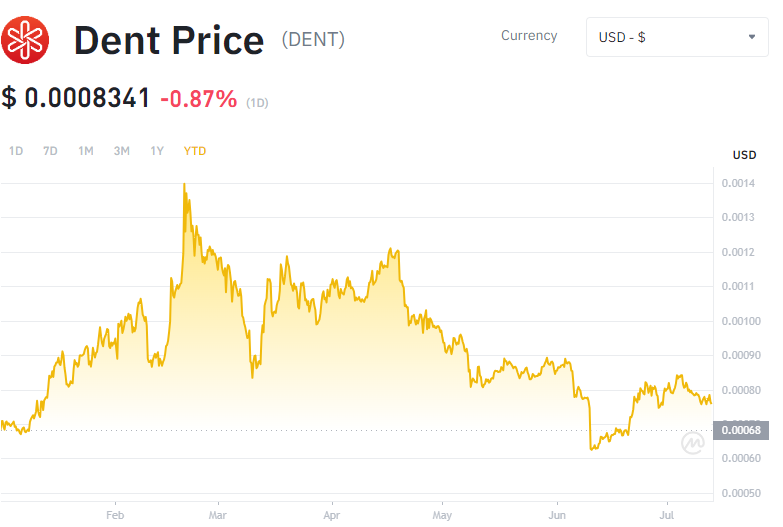 Dent Price (DENT)
Currency
USD - $
$ 0.0008341 -0.87% (1D)
1D 7D 1M 3M 1Y YTD
USD
0.0014
0.0013
0.0012
0.0011
0.00100
0.00090
0.00080
0.00068
0.00060
0.00050
Feb Mar Apr May Jun Jul